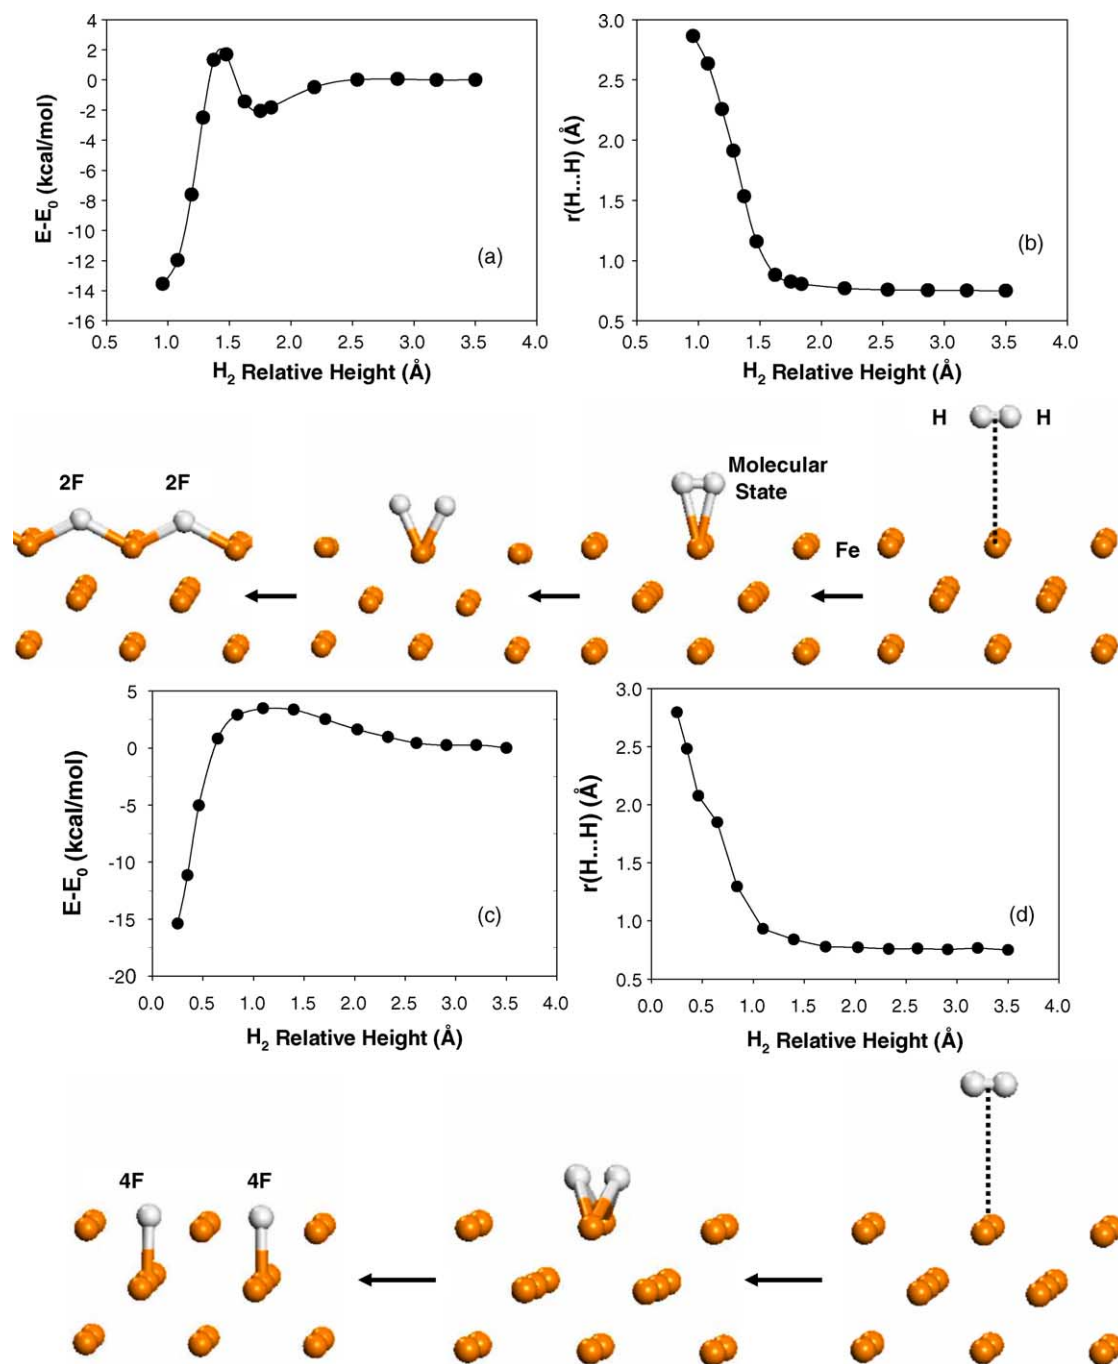 4
2
0
-2
-4
-6
-8
-10
-12
-14
-16
E-E₀ (kcal/mol)
(a)
0.5 1.0 1.5 2.0 2.5 3.0 3.5 4.0
H₂ Relative Height (Å)
3.0
2.5
2.0
1.5
1.0
0.5
r(H...H) (Å)
(b)
0.5 1.0 1.5 2.0 2.5 3.0 3.5 4.0
H₂ Relative Height (Å)
2F 2F
Molecular
State
H H
Fe
5
0
-5
-10
-15
-20
E-E₀ (kcal/mol)
(c)
0.0 0.5 1.0 1.5 2.0 2.5 3.0 3.5 4.0
H₂ Relative Height (Å)
3.0
2.5
2.0
1.5
1.0
0.5
r(H...H) (Å)
(d)
0.0 0.5 1.0 1.5 2.0 2.5 3.0 3.5 4.0
H₂ Relative Height (Å)
4F 4F